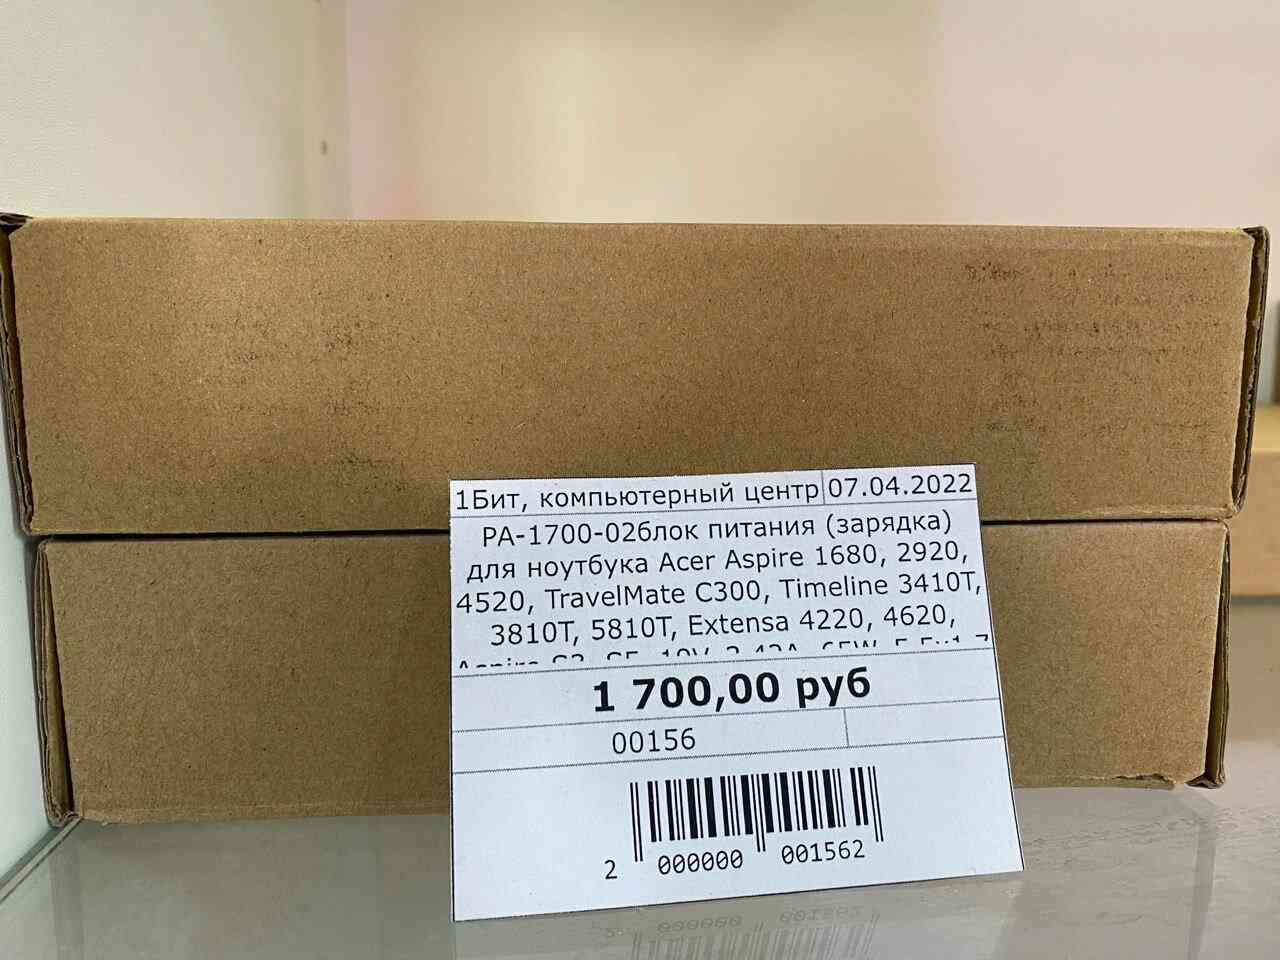 1Бит, компьютерный центр 07.04.2022
PA-1700-02блок питания (зарядка)
для ноутбука Acer Aspire 1680, 2920,
4520, TravelMate C300, Timeline 3410T,
3810T, 5810T, Extensa 4220, 4620,
1 700,00 руб
00156
2 000000 001562